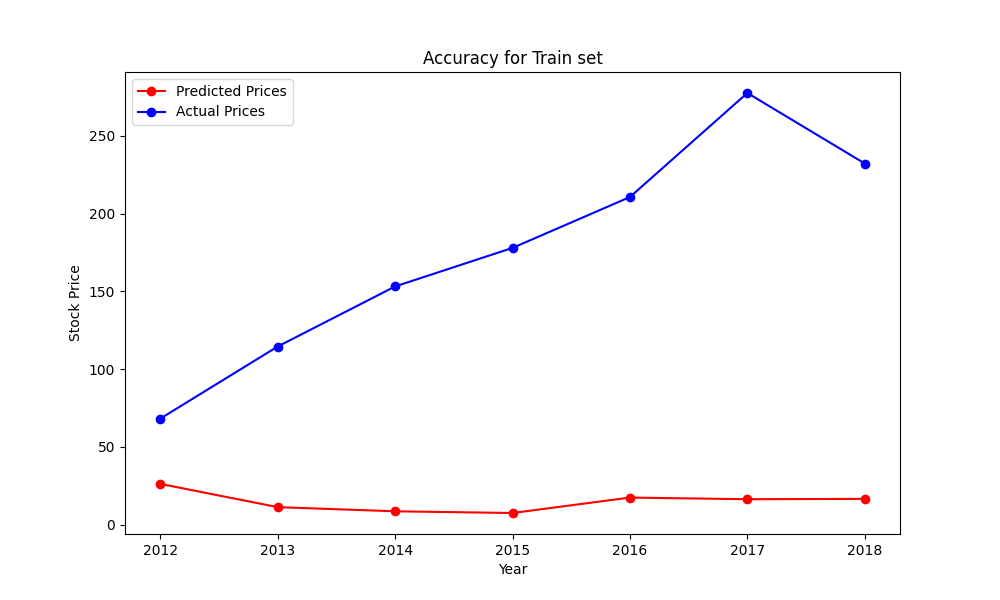 Accuracy for Train set
Predicted Prices
Actual Prices
Stock Price
250
200
150
100
50
0
2012 2013 2014 2015 2016 2017 2018
Year